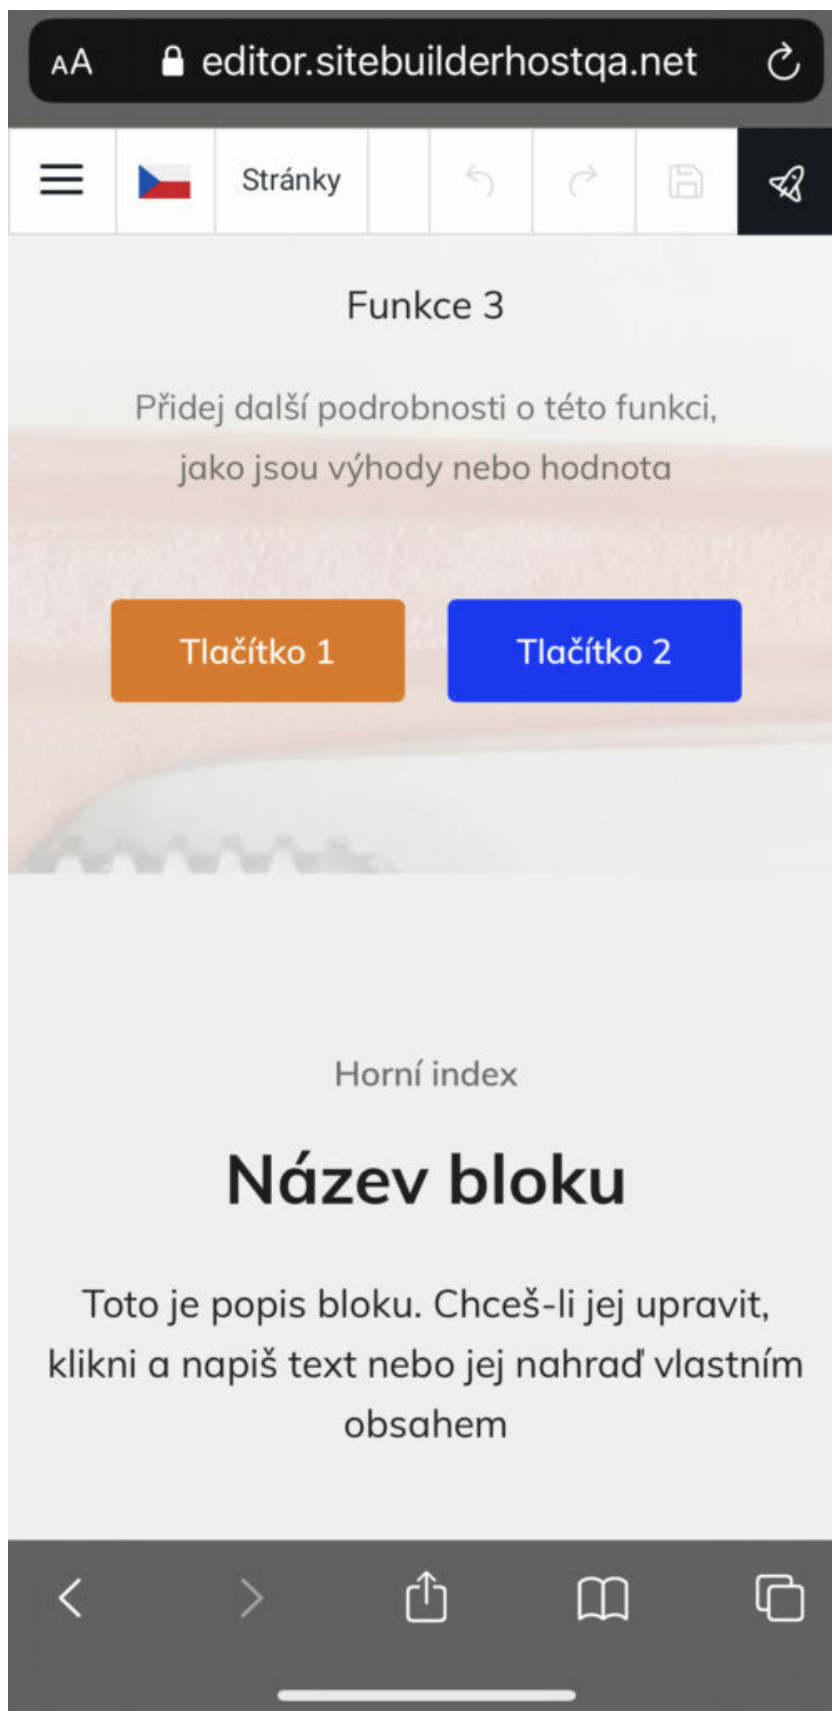 AA editor.sitebuilderhostqa.net
Stránky
Funkce 3
Přidej další podrobnosti o této funkci,
jako jsou výhody nebo hodnota
Tlačítko 1 Tlačítko 2
Horní index
Název bloku
Toto je popis bloku. Chceš-li jej upravit,
klikni a napiš text nebo jej nahraď vlastním
obsahem